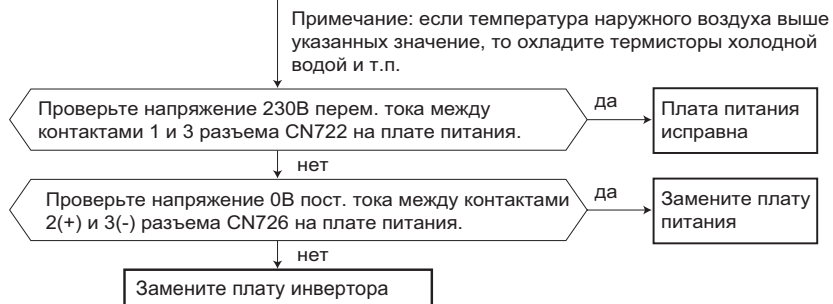 Примечание: если температура наружного воздуха выше
указанных значение, то охладите термисторы холодной
водой и т.п.
Проверьте напряжение 230В перем. тока между
контактами 1 и 3 разъема CN722 на плате питания.
да
Плата питания
исправна
нет
Проверьте напряжение 0В пост. тока между контактами
2(+) и 3(-) разъема CN726 на плате питания.
да
Замените плату
питания
нет
Замените плату инвертора